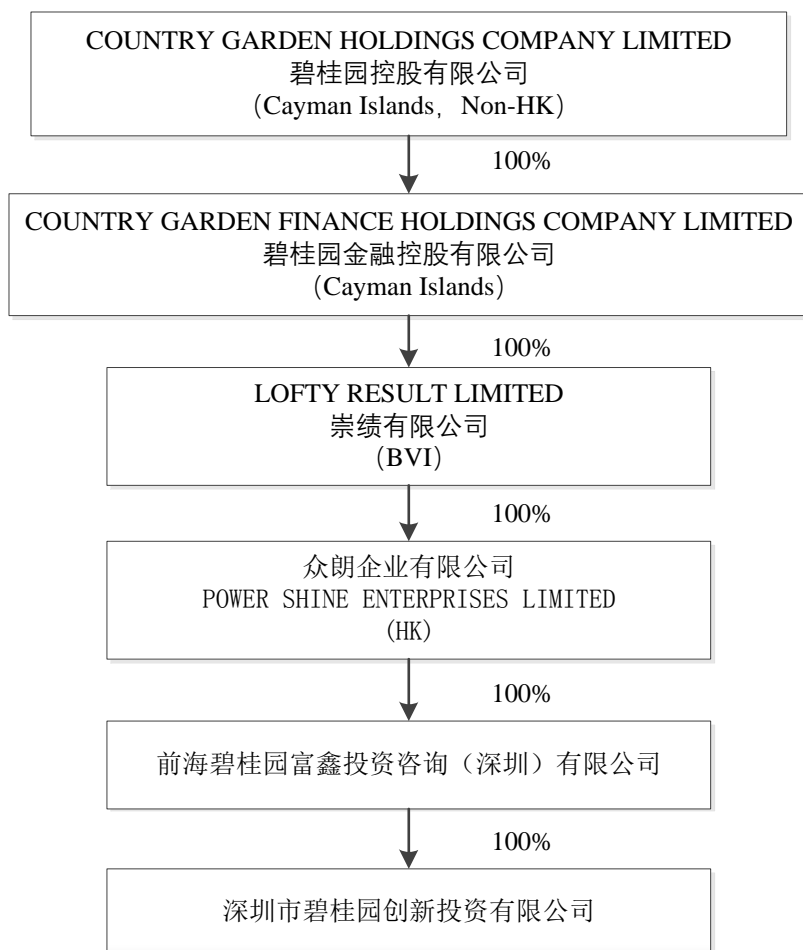 COUNTRY GARDEN HOLDINGS COMPANY LIMITED
碧桂园控股有限公司
(Cayman Islands，Non-HK)
100%
COUNTRY GARDEN FINANCE HOLDINGS COMPANY LIMITED
碧桂园金融控股有限公司
(Cayman Islands)
100%
LOFTY RESULT LIMITED
崇绩有限公司
(BVI)
100%
众朗企业有限公司
POWER SHINE ENTERPRISES LIMITED
(HK)
100%
前海碧桂园富鑫投资咨询（深圳）有限公司
100%
深圳市碧桂园创新投资有限公司